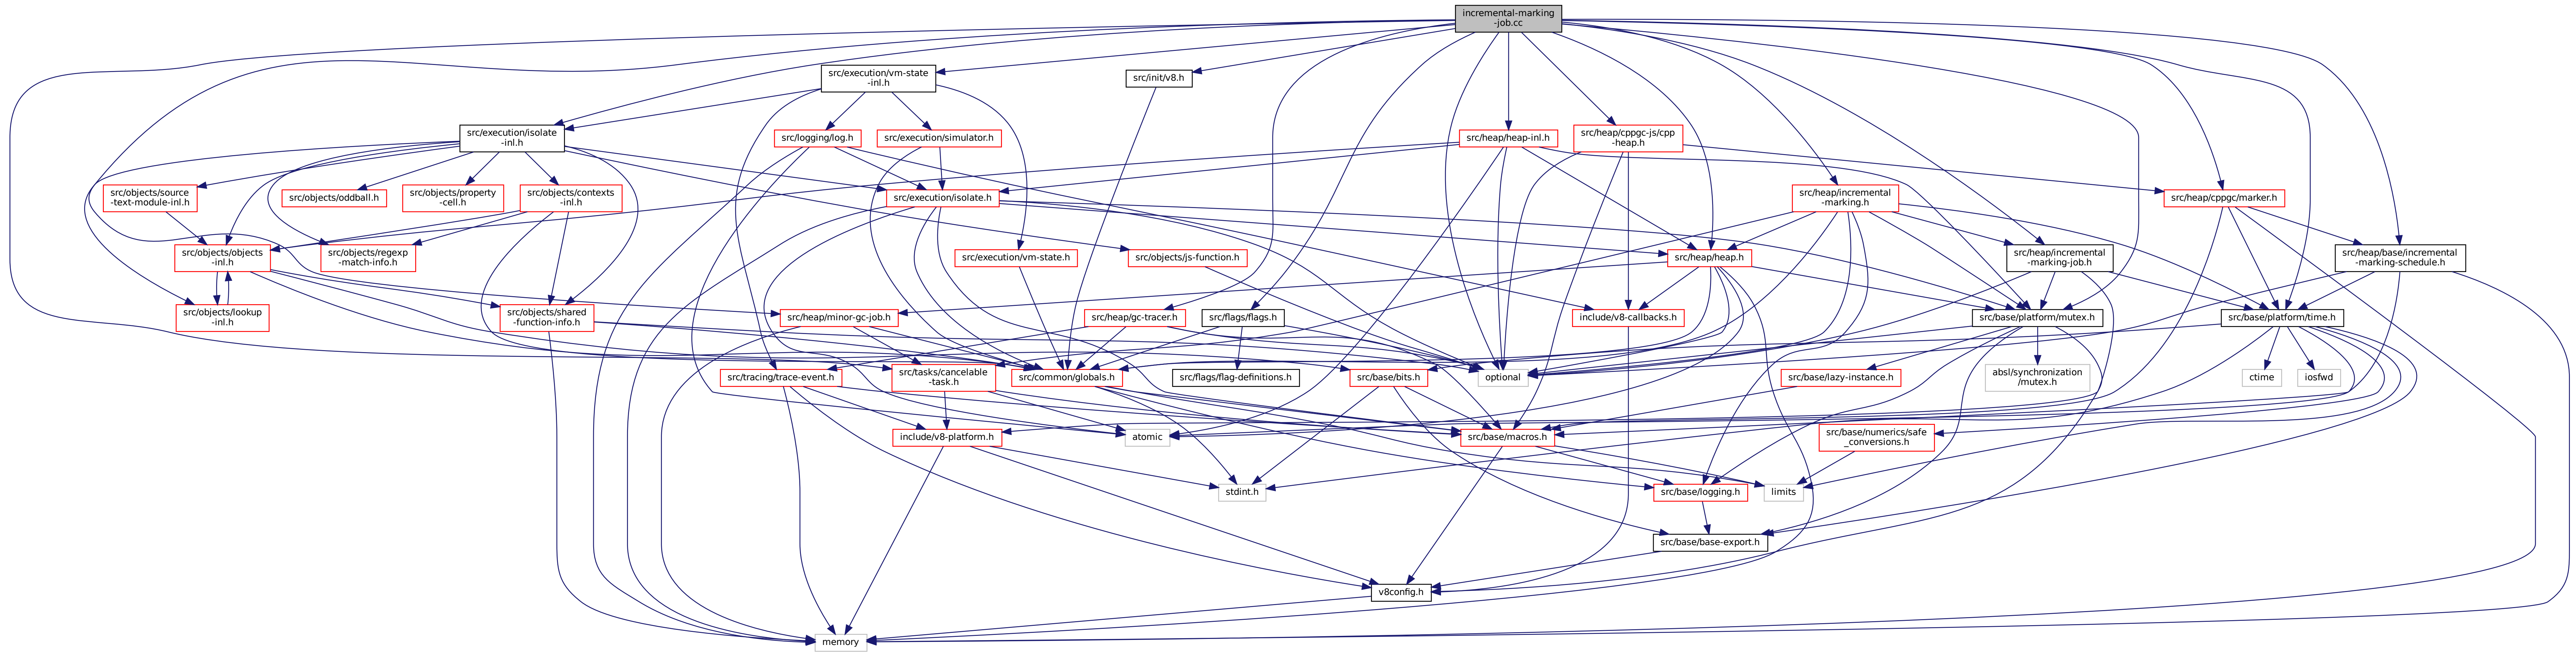 incremental-marking
-job.cc
src/execution/vm-state
-inl.h
src/init/v8.h
src/execution/isolate
-inl.h
src/logging/log.h
src/execution/simulator.h
src/heap/heap-inl.h
src/heap/cppgc-js/cpp
-heap.h
src/objects/source
-text-module-inl.h
src/objects/oddball.h
src/objects/property
-cell.h
src/objects/contexts
-inl.h
src/execution/isolate.h
src/heap/incremental
-marking.h
src/heap/cppgc/marker.h
src/objects/objects
-inl.h
src/objects/regexp
-match-info.h
src/execution/vm-state.h
src/objects/js-function.h
src/heap/heap.h
src/heap/incremental
-marking-job.h
src/heap/base/incremental
-marking-schedule.h
src/objects/lookup
-inl.h
src/objects/shared
-function-info.h
src/heap/minor-gc-job.h
src/heap/gc-tracer.h
src/flags/flags.h
include/v8-callbacks.h
src/base/platform/mutex.h
src/base/platform/time.h
src/tracing/trace-event.h
src/tasks/cancelable
-task.h
src/common/globals.h
src/flags/flag-definitions.h
src/base/bits.h
optional
src/base/lazy-instance.h
absl/synchronization
/mutex.h
ctime
iosfwd
include/v8-platform.h
atomic
src/base/macros.h
src/base/numerics/safe
_conversions.h
stdint.h
src/base/logging.h
limits
src/base/base-export.h
v8config.h
memory